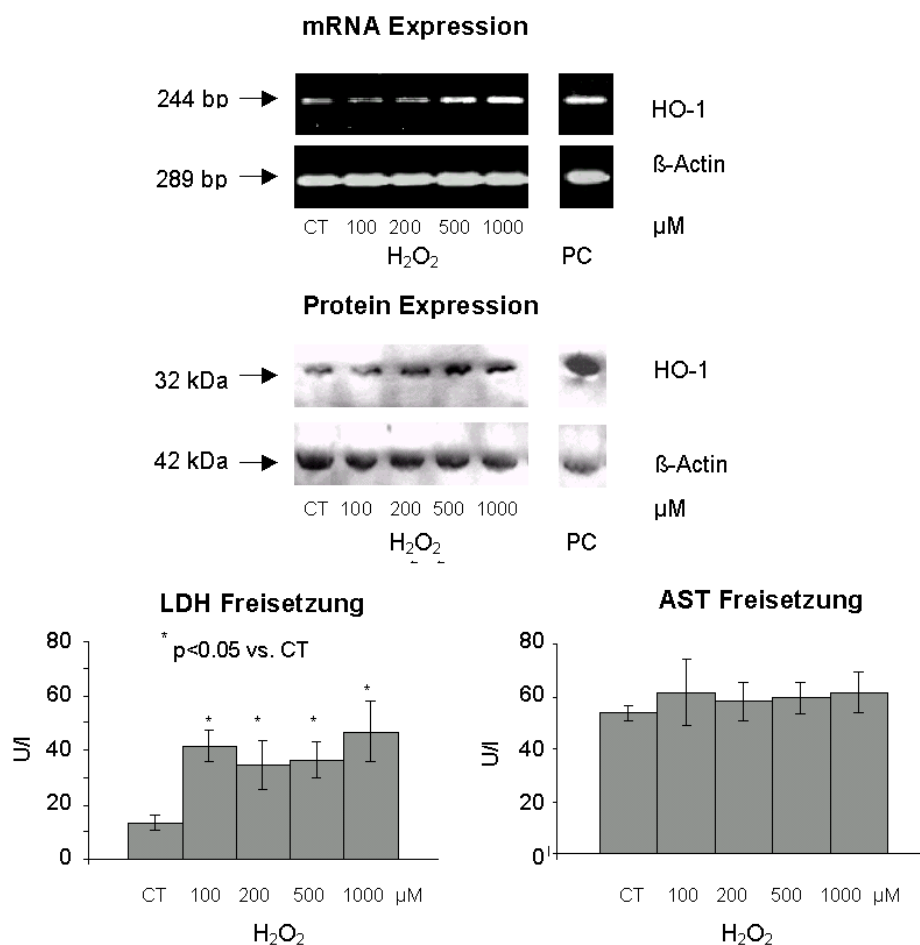 mRNA Expression
244 bp
HO-1
289 bp
ß-Actin
CT 100 200 500 1000 µM
H₂O₂ PC
Protein Expression
32 kDa
HO-1
42 kDa
ß-Actin
CT 100 200 500 1000 µM
H₂O₂ PC
LDH Freisetzung
* p<0.05 vs. CT
80
60
40
20
0
U/l
* * * *
CT 100 200 500 1000 µM
H₂O₂
AST Freisetzung
80
60
40
20
0
U/l
CT 100 200 500 1000 µM
H₂O₂